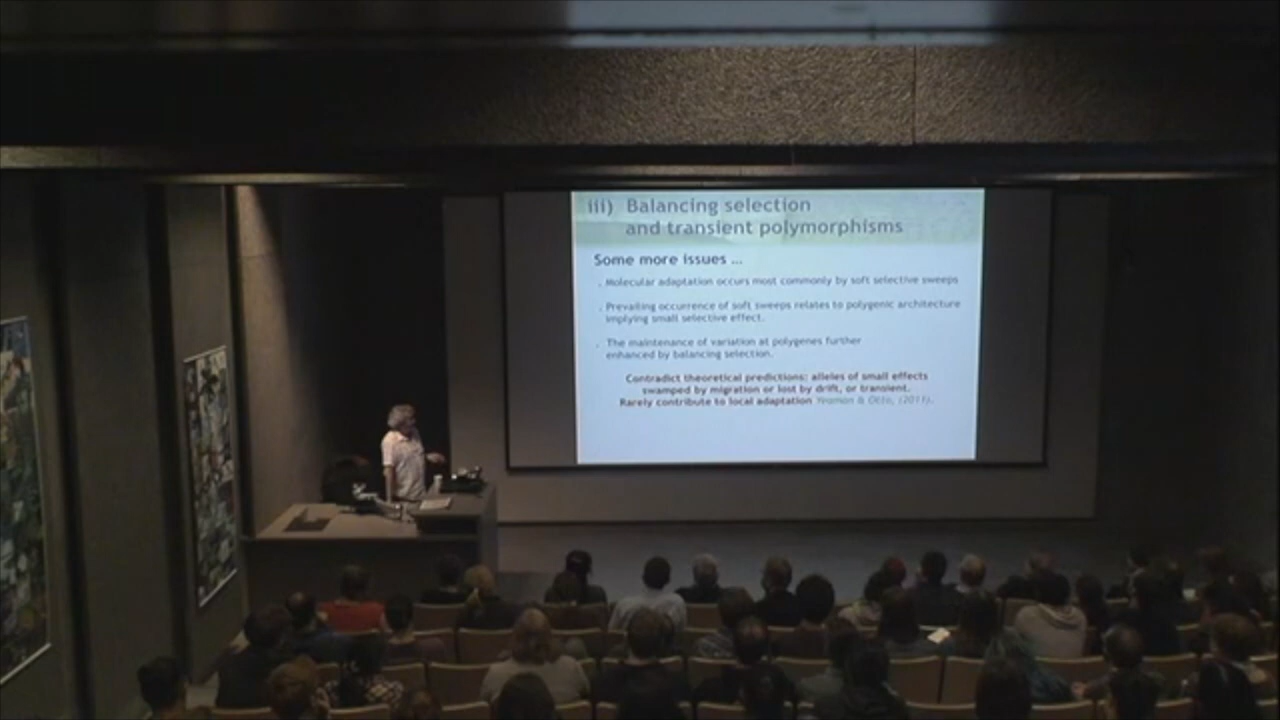 iii) Balancing selection
and transient polymorphisms
Some more issues ...
. Molecular adaptation occurs most commonly by soft selective sweeps
. Prevailing occurrence of soft sweeps relates to polygenic architecture
implying small selective effect.
. The maintenance of variation at polygenes further
enhanced by balancing selection.
Contradict theoretical predictions: alleles of small effects
swamped by migration or lost by drift, or transient.
Rarely contribute to local adaptation Yeaman & Otto, (2011).